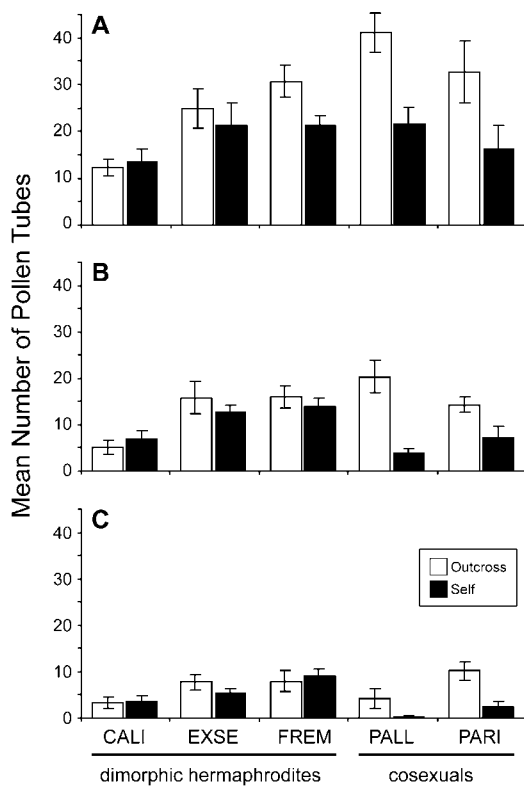 Mean Number of Pollen Tubes
A
40
30
20
10
0
B
40
30
20
10
0
C
40
30
20
10
0
Outcross
Self
CALI EXSE FREM PALL PARI
dimorphic hermaphrodites cosexuals